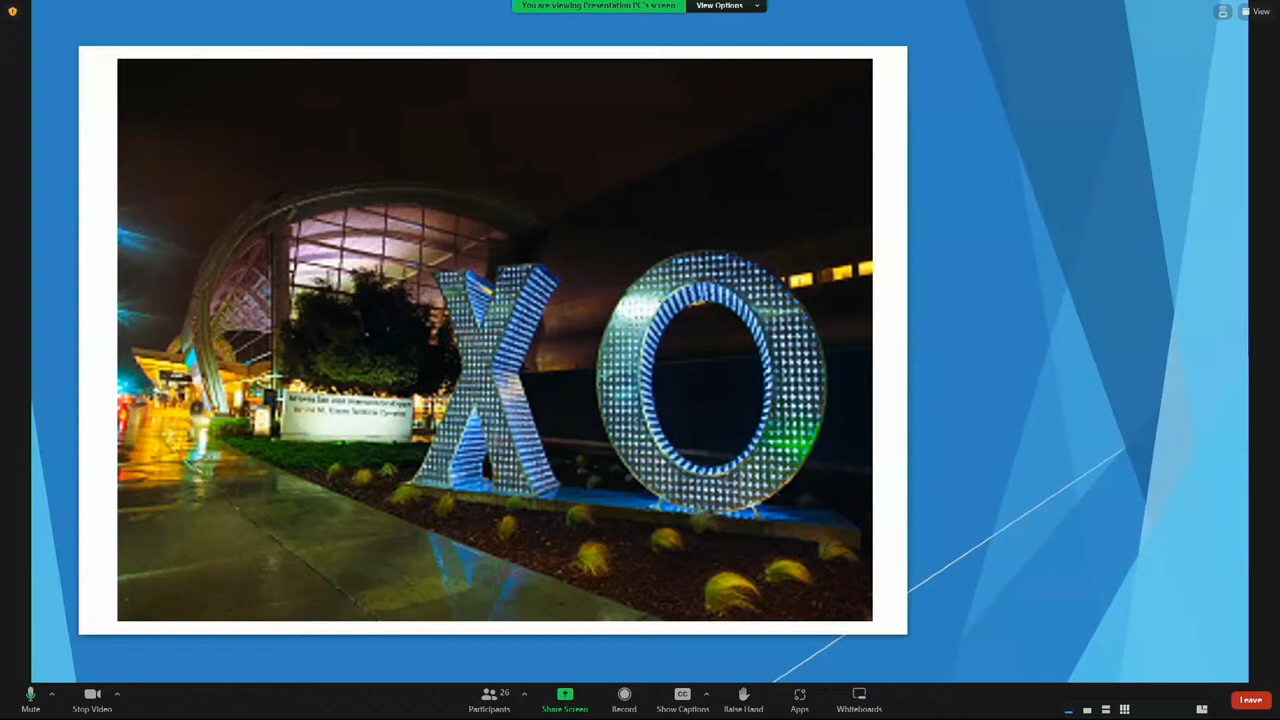 You are viewing Presentation PC's screen
View Options
View
XO
Mute
Stop Video
Participants
26
Share Screen
Record
CC
Show Captions
Raise Hand
Apps
Whiteboards
Leave